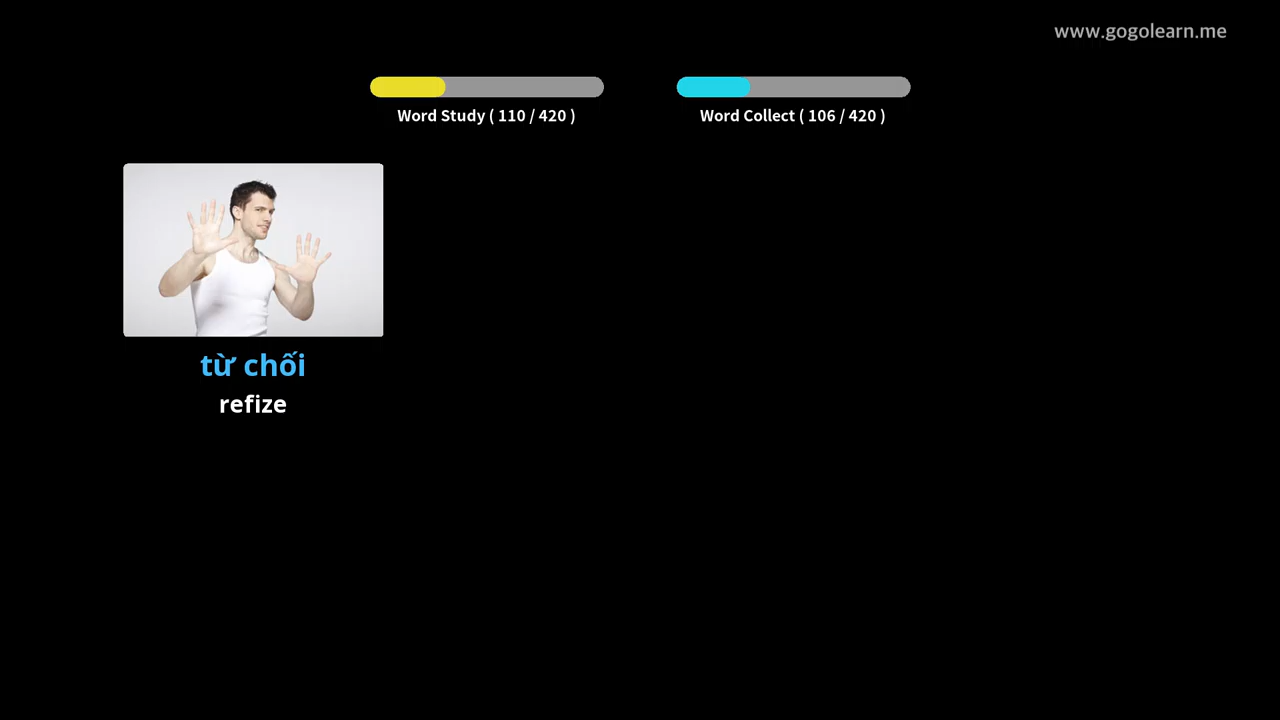 www.gogolearn.me
Word Study ( 110 / 420 )
Word Collect ( 106 / 420 )
từ chối
refize